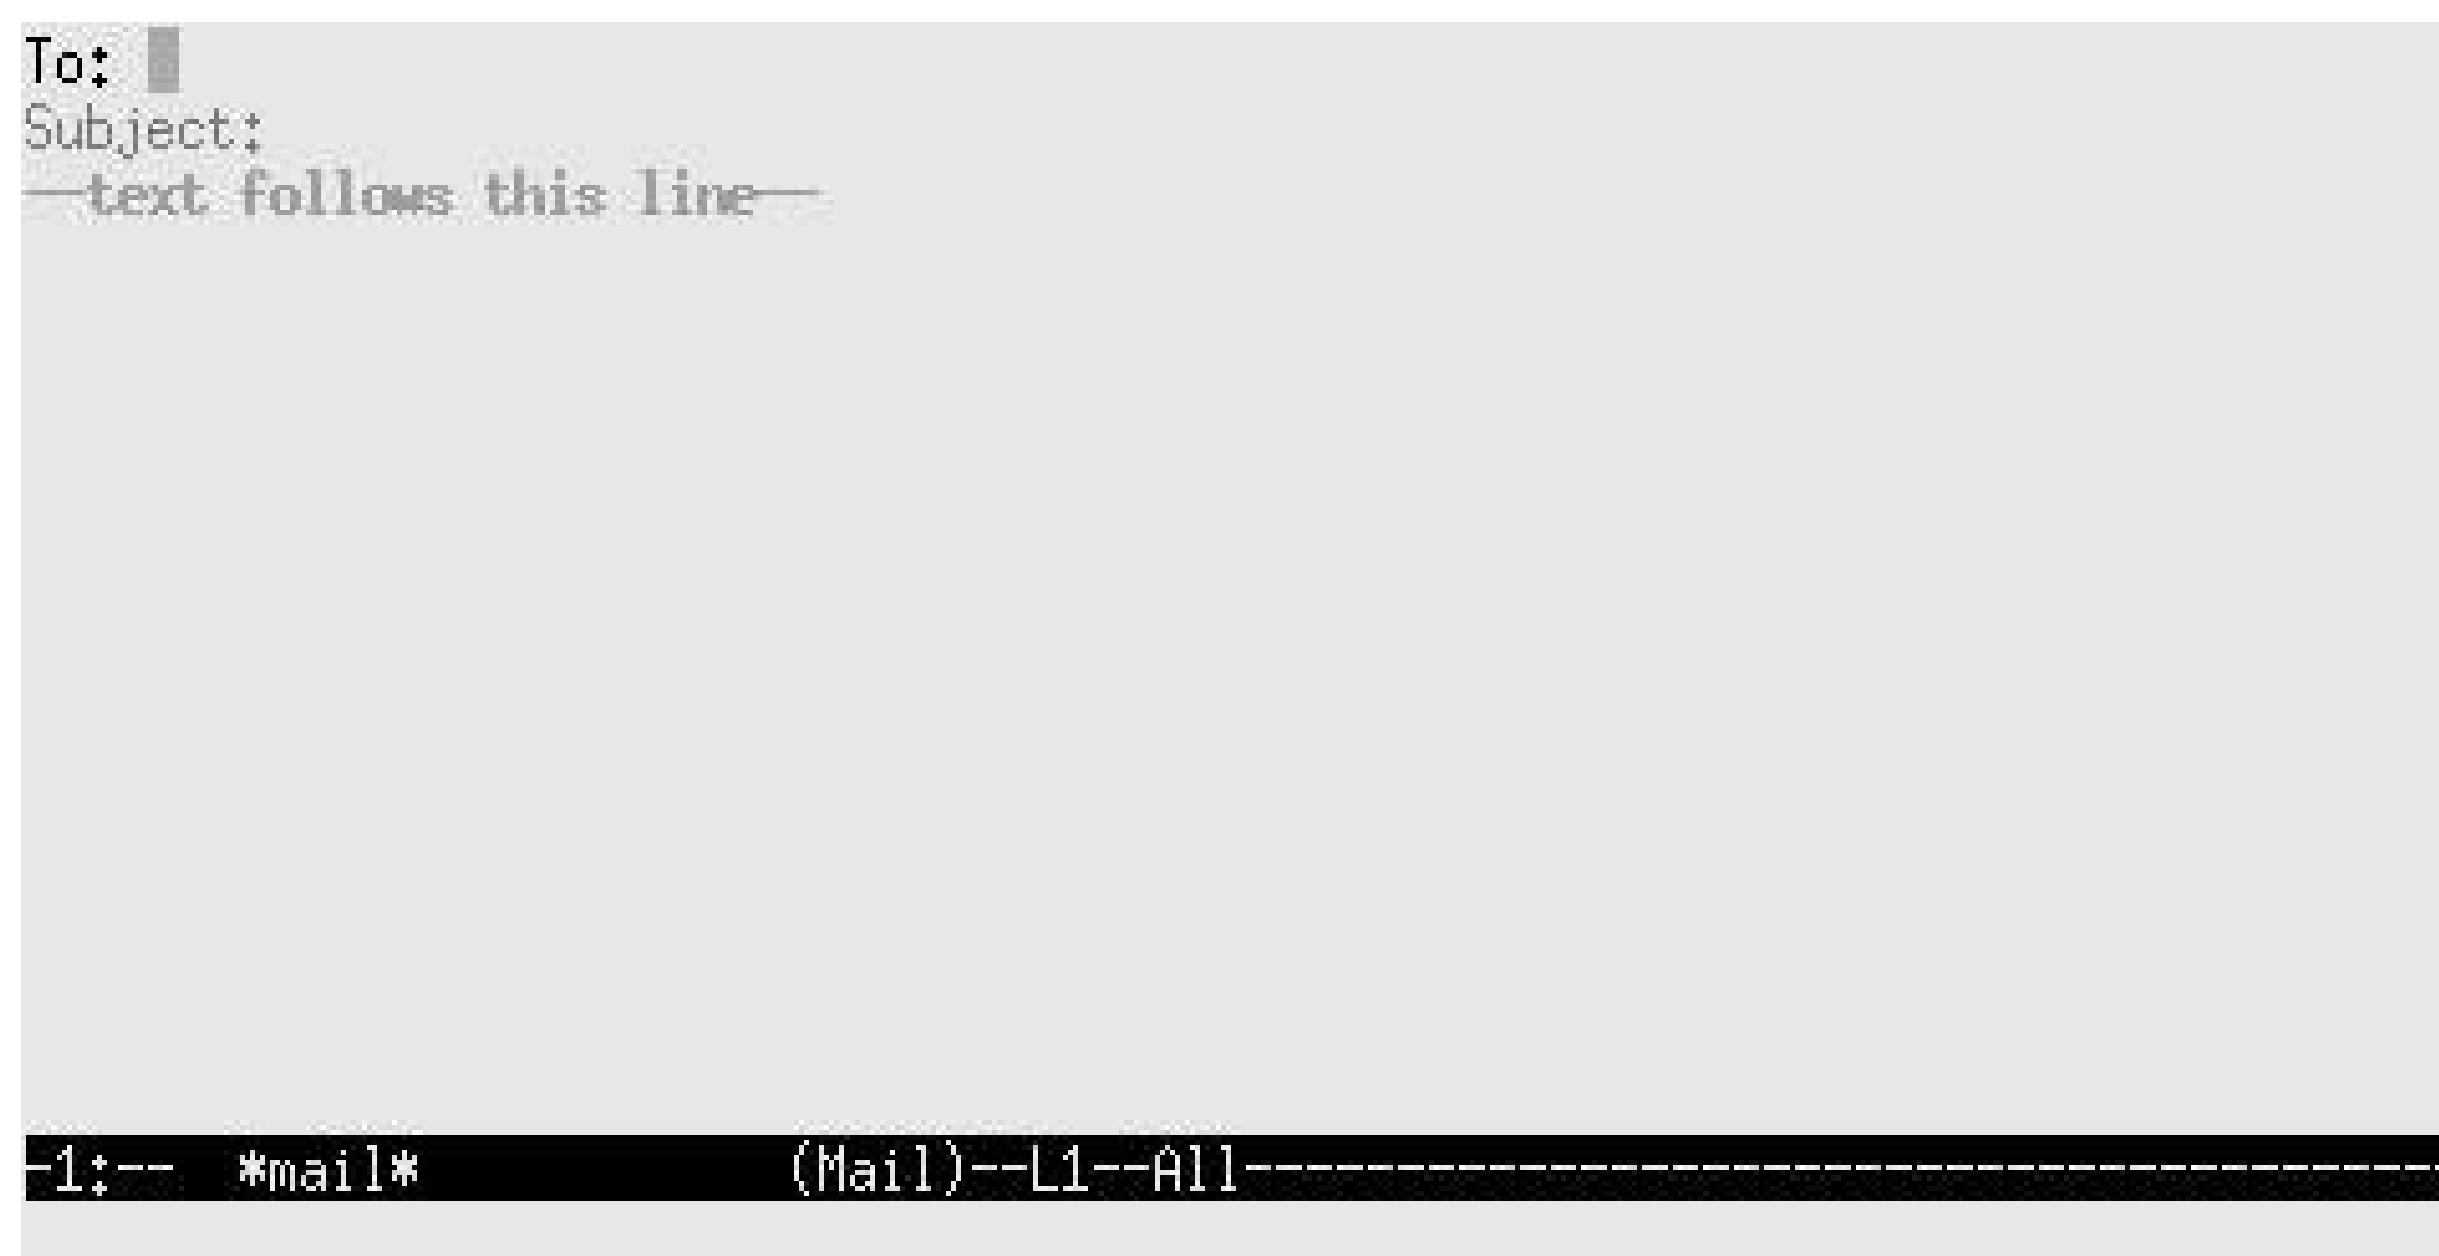 To:
Subject:
--text follows this line--
-1:-- *mail* (Mail)--L1--All----------------------------------------